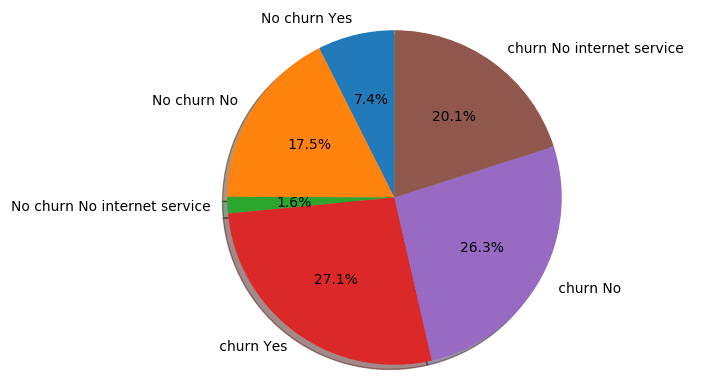 No churn Yes
churn No internet service
7.4%
No churn No
20.1%
17.5%
1.6%
No churn No internet service
26.3%
27.1%
churn No
churn Yes